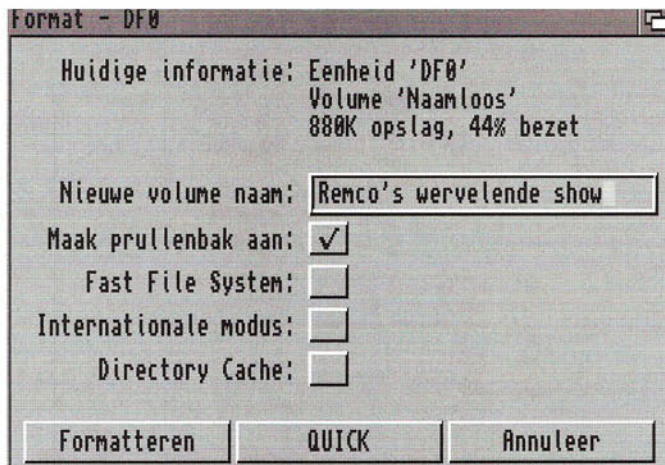 Format - DF0
Huidige informatie: Eenheid 'DF0'
Volume 'Naamloos'
880K opslag, 44% bezet
Nieuwe volume naam: Remco's wervelende show
Maak prullenbak aan: ✓
Fast File System:
Internationale modus:
Directory Cache:
Formatteren QUICK Annuleer